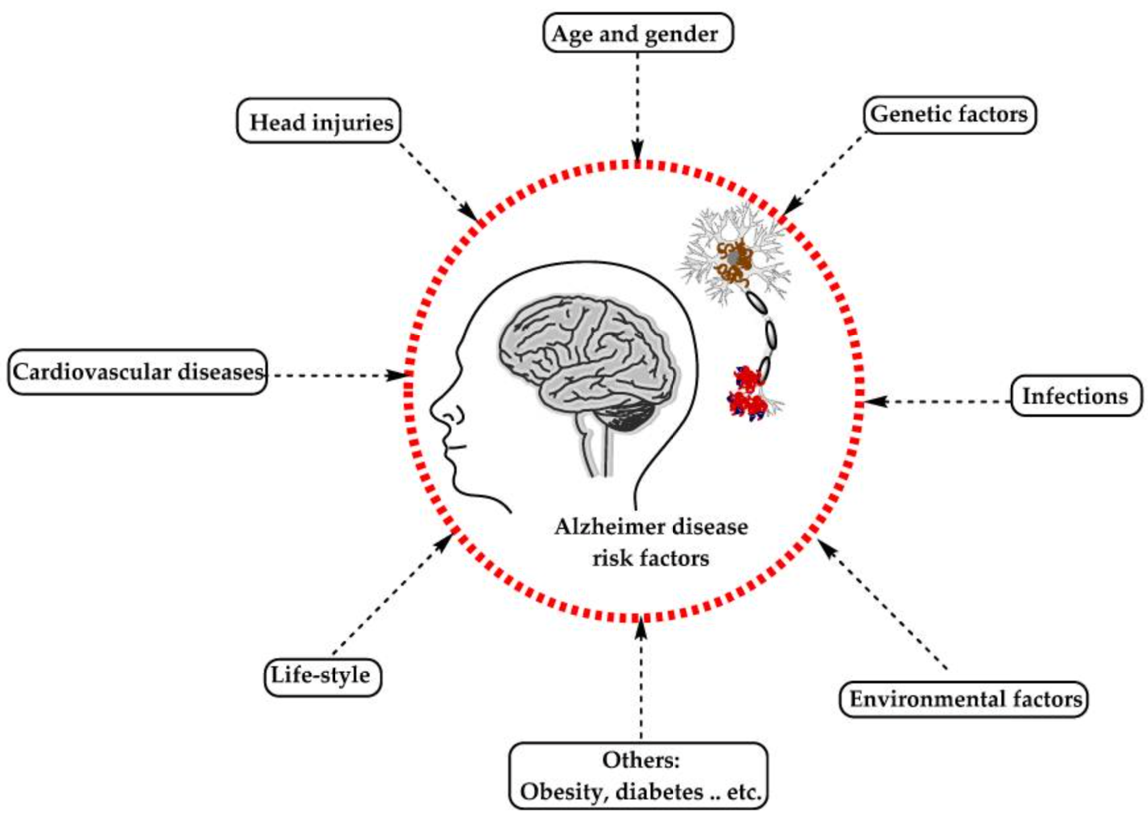 Age and gender
Head injuries
Genetic factors
Cardiovascular diseases
Infections
Alzheimer disease
risk factors
Life-style
Environmental factors
Others:
Obesity, diabetes .. etc.